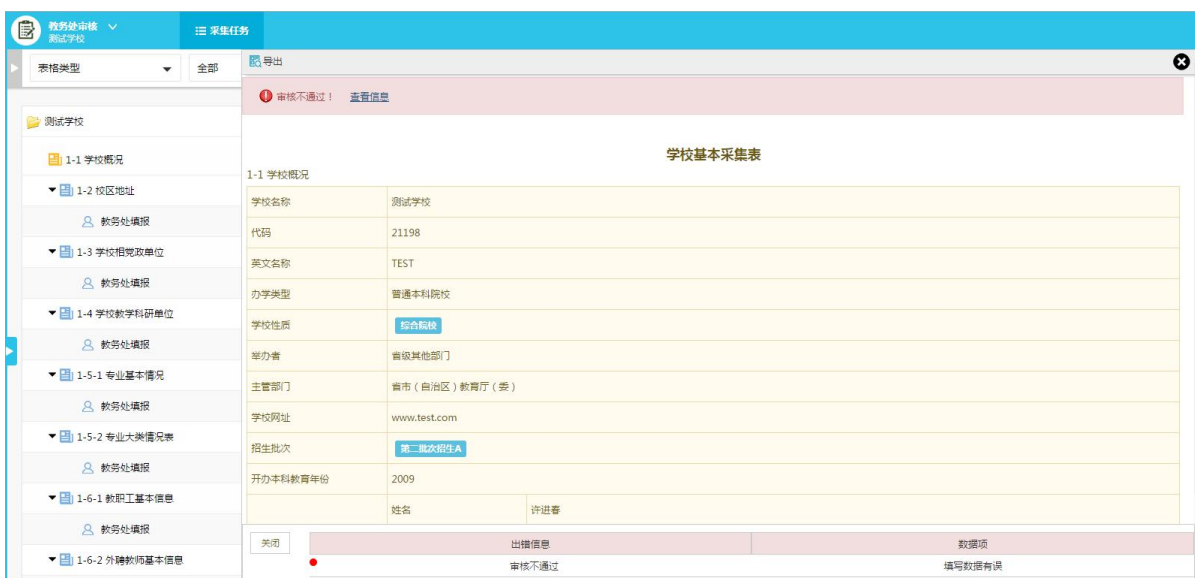 教务处审核
测试学校
采集任务
表格类型
全部
导出
审核不通过！ 查看信息
测试学校
1-1 学校概况
1-2 校区地址
教务处填报
1-3 学校相党政单位
教务处填报
1-4 学校教学科研单位
教务处填报
1-5-1 专业基本情况
教务处填报
1-5-2 专业大类情况表
教务处填报
1-6-1 教职工基本信息
教务处填报
1-6-2 外聘教师基本信息
学校基本采集表
1-1 学校概况
学校名称 测试学校
代码 21198
英文名称 TEST
办学类型 普通本科院校
学校性质 综合院校
举办者 省级其他部门
主管部门 省市（自治区）教育厅（委）
学校网址 www.test.com
招生批次 第二批次招生A
开办本科教育年份 2009
姓名 许进春
关闭
出错信息 数据项
审核不通过 填写数据有误